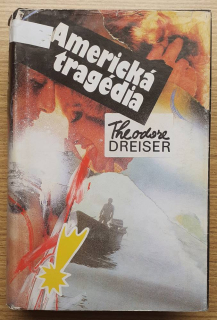 Americká
tragédia
Theodore
DREISER